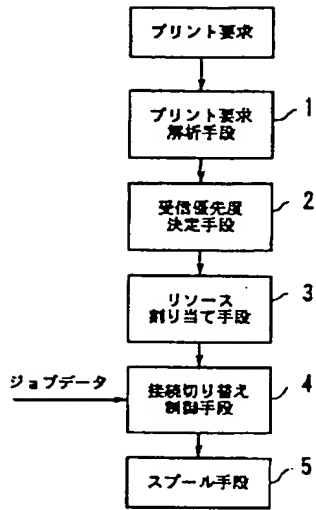 プリント要求
プリント要求
解析手段
1
受信優先度
決定手段
2
リソース
割り当て手段
3
ジョブデータ
接続切り替え
制御手段
4
スプール手段
5